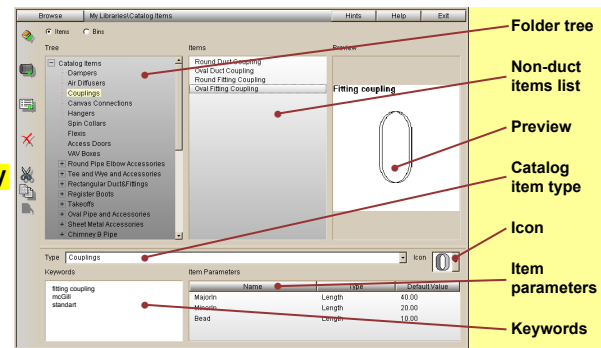 Browse My Libraries\Catalog Items Hints Help Exit
Items Bins
Tree Items Preview
Catalog Items
Dampers
Air Diffusers
Couplings
Canvas Connections
Hangers
Spin Collars
Flexis
Access Doors
VAV Boxes
Round Pipe Elbow Accessories
Tee and Wye and Accessories
Rectangular Duct&Fittings
Register Boots
Takeoffs
Oval Pipe and Accessories
Sheet Metal Accessories
Chimney B Pipe
Round Duct Coupling
Oval Duct Coupling
Round Fitting Coupling
Oval Fitting Coupling
Fitting coupling
Type Couplings Icon
Keywords Item Parameters
fitting coupling
mcGill
standart
Name Type Default Value
MajorIn Length 40.00
MinorIn Length 20.00
Bead Length 10.00
Folder tree
Non-duct
items list
Preview
Catalog
item type
Icon
Item
parameters
Keywords
y